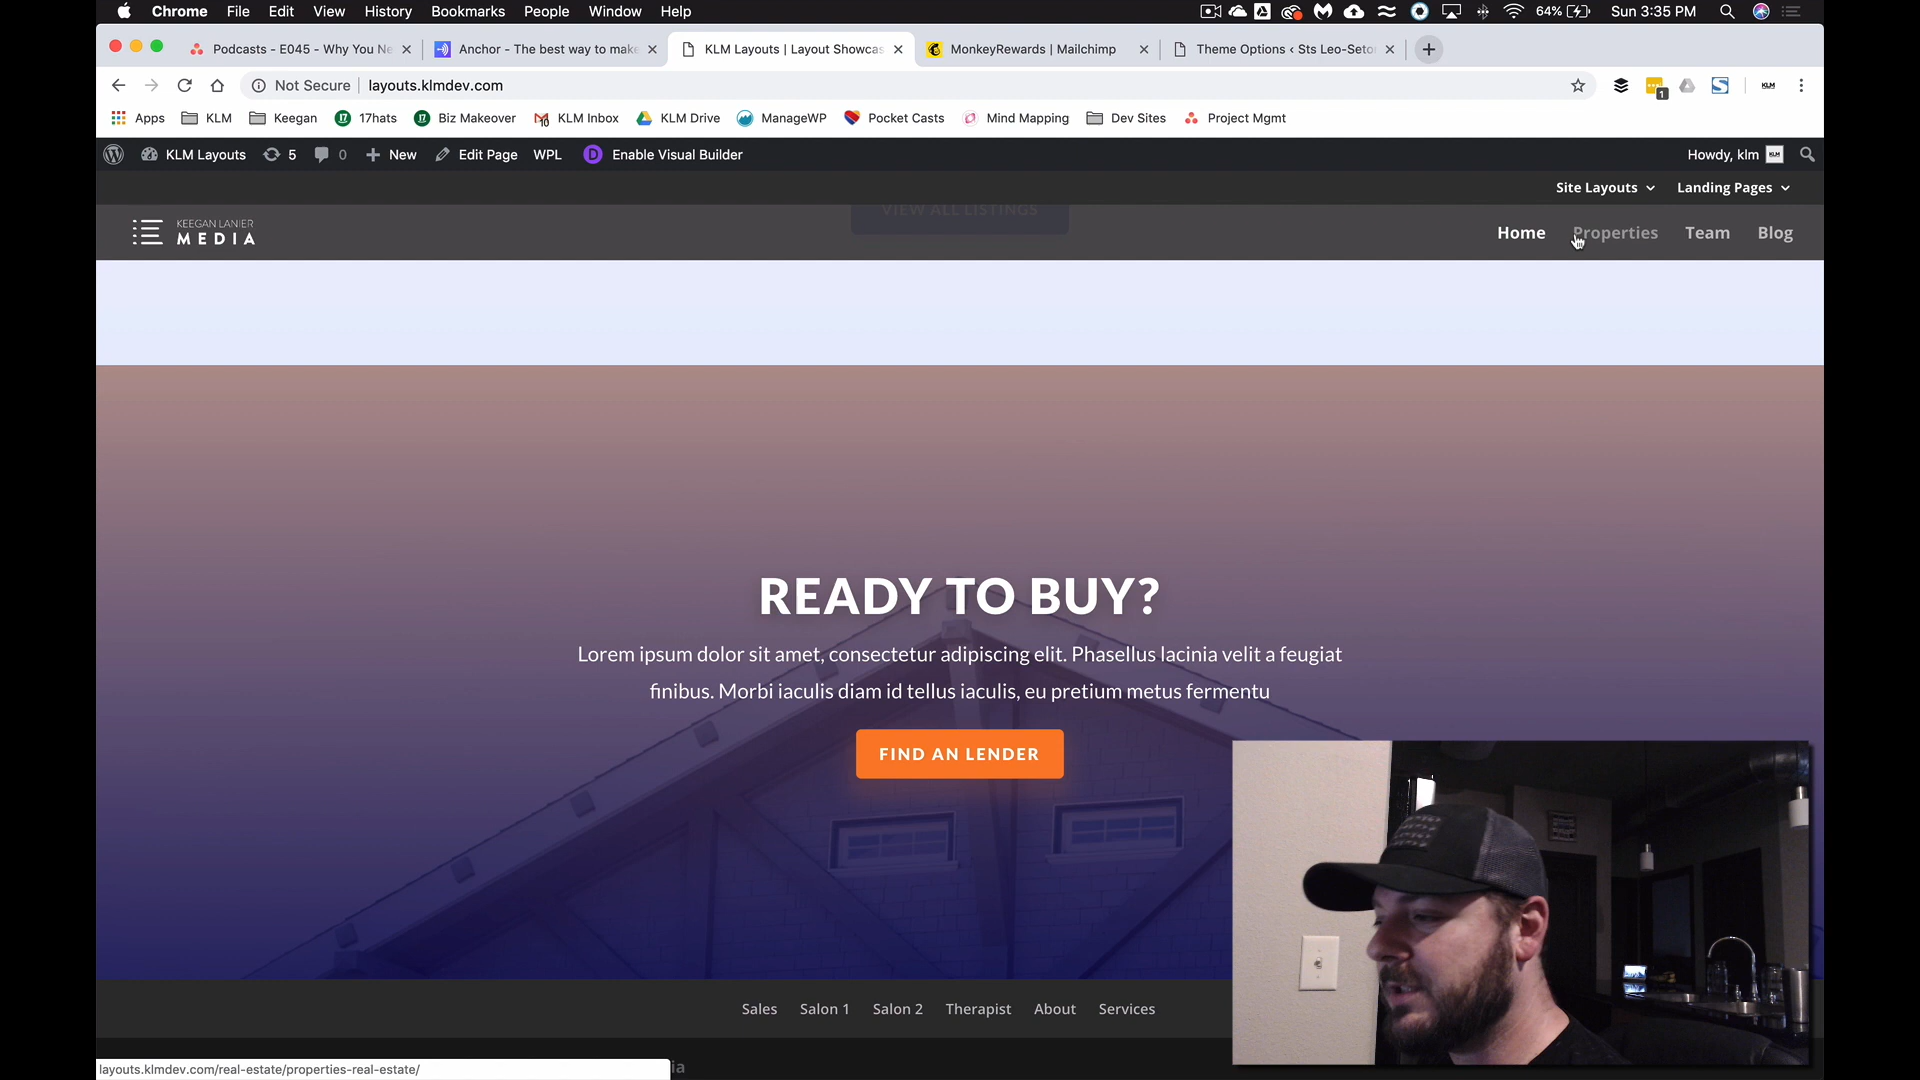 Chrome File Edit View History Bookmarks People Window Help 64% Sun 3:35 PM
Podcasts - E045 - Why You Ne Anchor - The best way to make KLM Layouts | Layout Showcas MonkeyRewards | Mailchimp Theme Options ‹ Sts Leo-Seto
Not Secure layouts.klmdev.com 1 KLM
Apps KLM Keegan 17hats Biz Makeover KLM Inbox KLM Drive ManageWP Pocket Casts Mind Mapping Dev Sites Project Mgmt
KLM Layouts 5 0 New Edit Page WPL D Enable Visual Builder Howdy, klm KLM
Site Layouts Landing Pages
VIEW ALL LISTINGS
KEEGAN LANIER
MEDIA
Home Properties Team Blog
READY TO BUY?
Lorem ipsum dolor sit amet, consectetur adipiscing elit. Phasellus lacinia velit a feugiat
finibus. Morbi iaculis diam id tellus iaculis, eu pretium metus fermentu
FIND AN LENDER
Sales Salon 1 Salon 2 Therapist About Services
layouts.klmdev.com/real-estate/properties-real-estate/